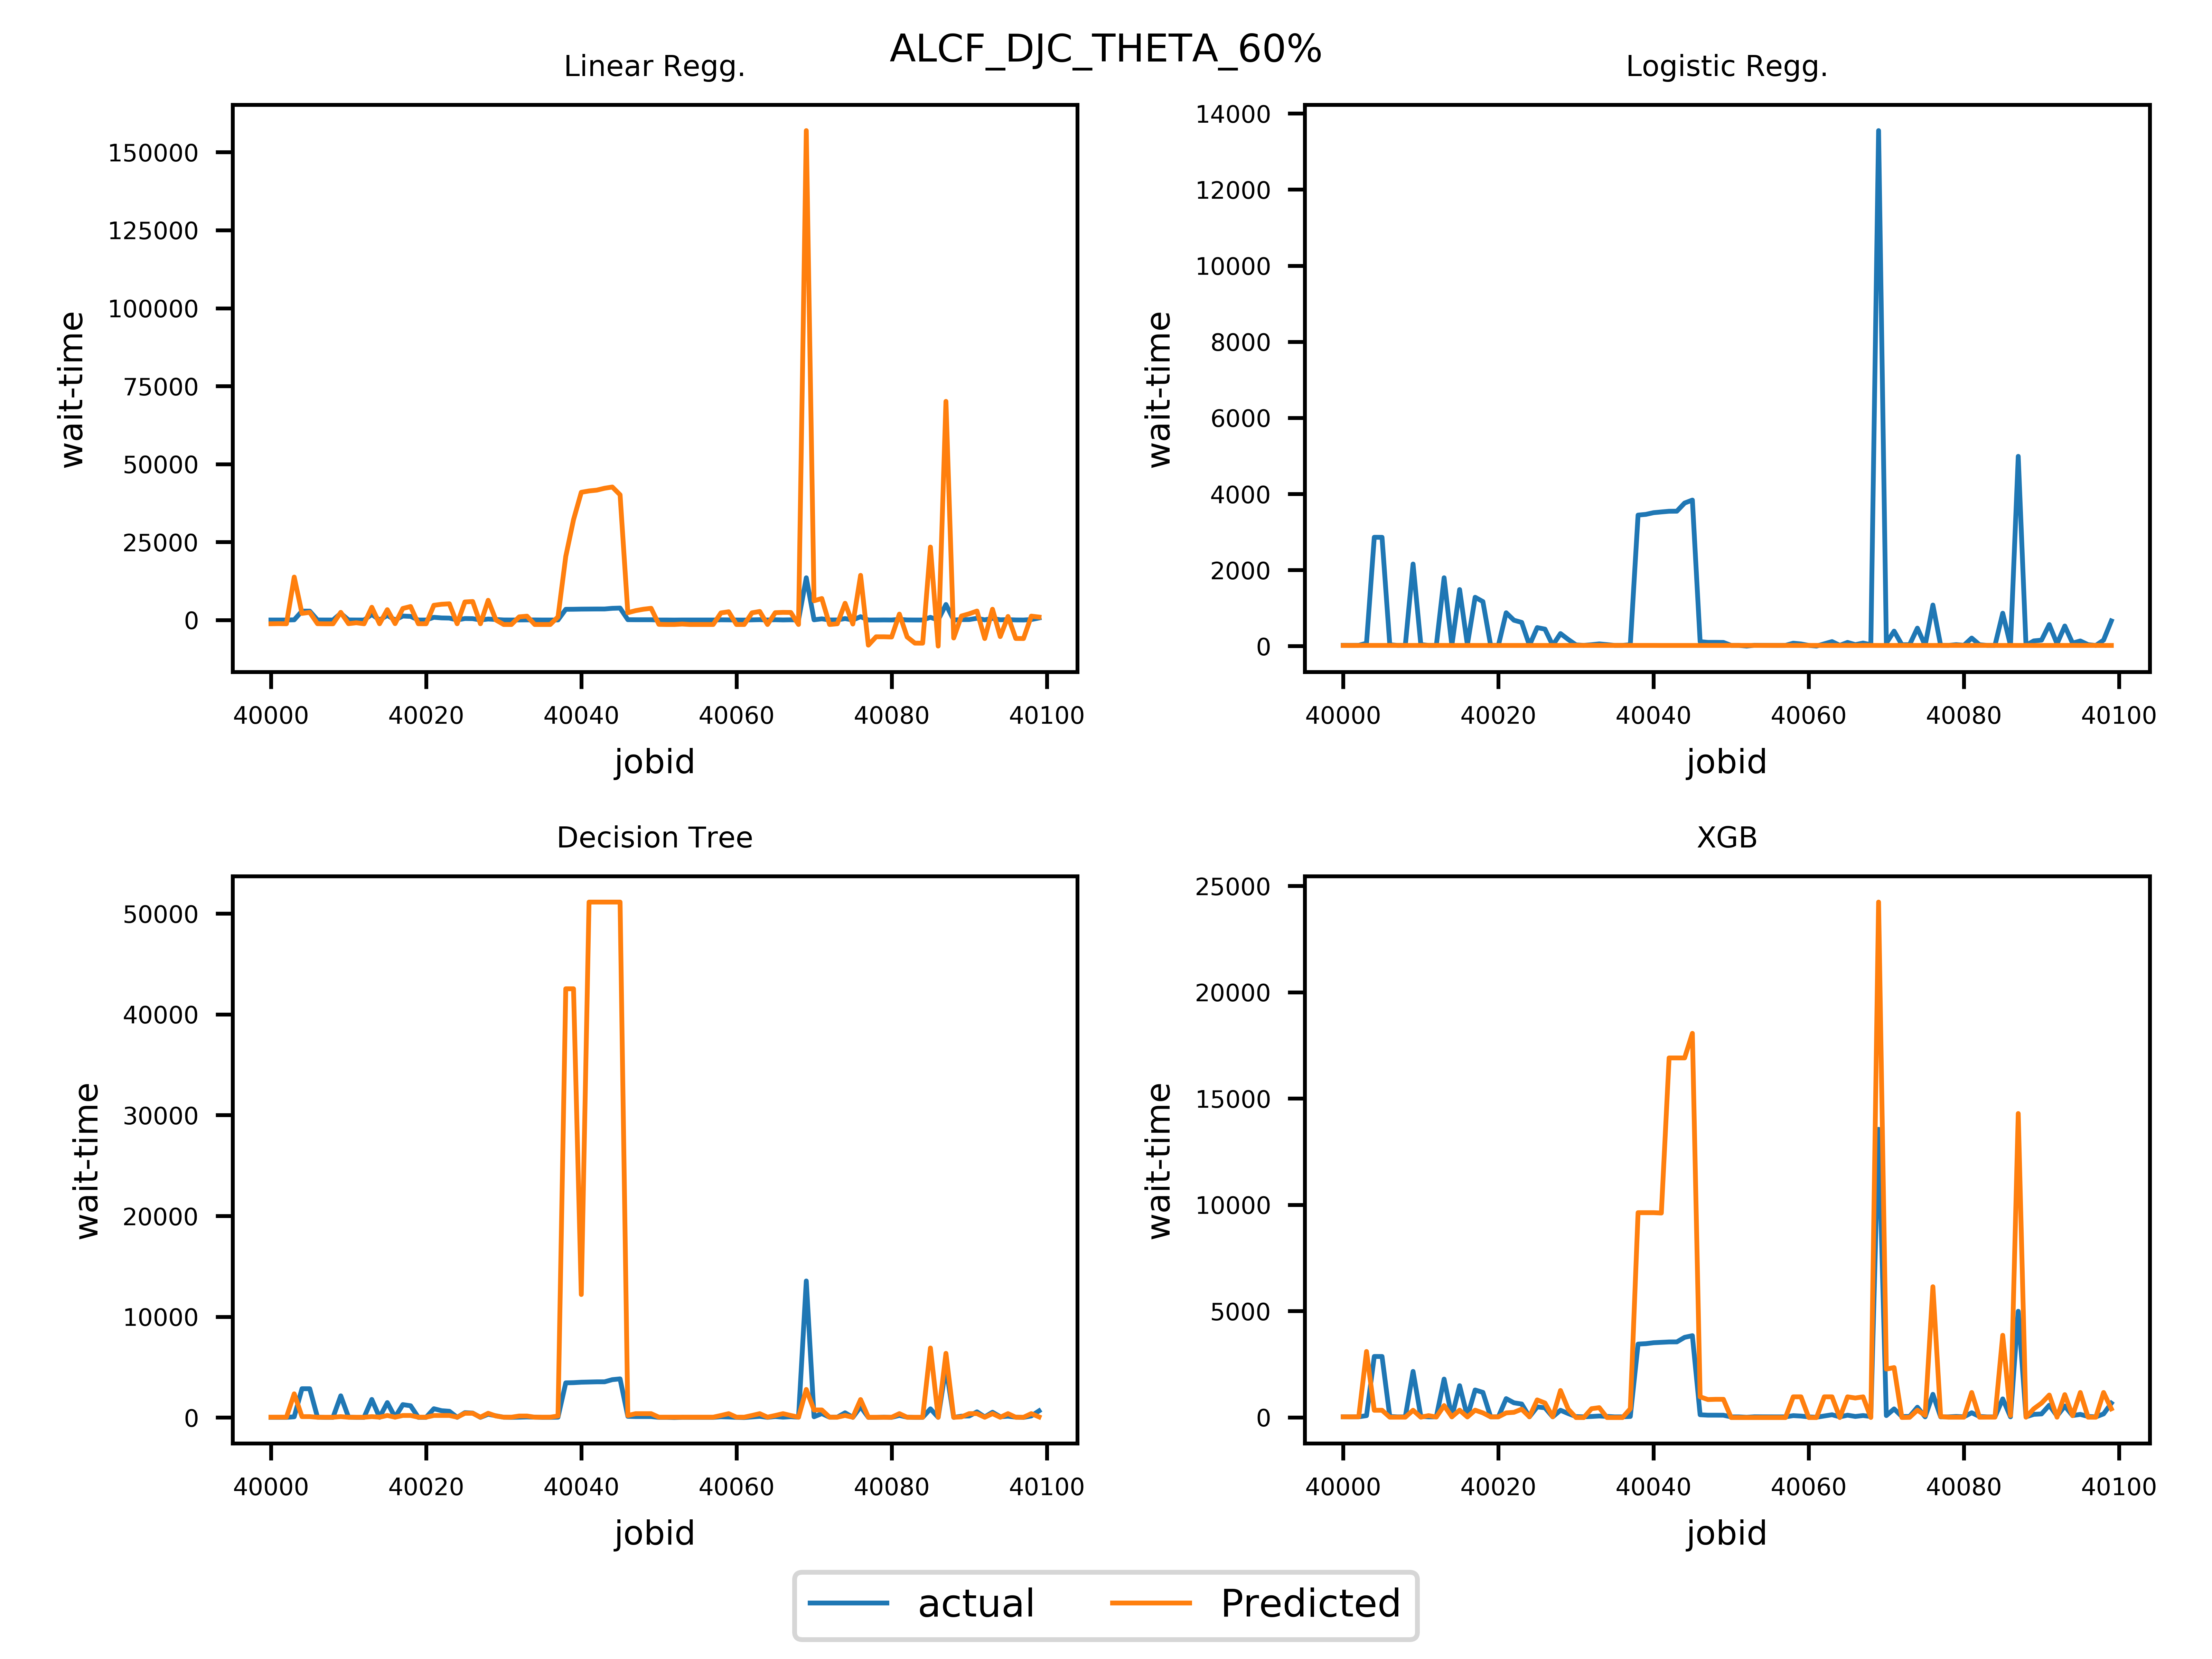 ALCF_DJC_THETA_60%
Linear Regg.
150000
125000
100000
75000
50000
25000
0
wait-time
40000 40020 40040 40060 40080 40100
jobid
Logistic Regg.
14000
12000
10000
8000
6000
4000
2000
0
wait-time
40000 40020 40040 40060 40080 40100
jobid
Decision Tree
50000
40000
30000
20000
10000
0
wait-time
40000 40020 40040 40060 40080 40100
jobid
XGB
25000
20000
15000
10000
5000
0
wait-time
40000 40020 40040 40060 40080 40100
jobid
actual Predicted